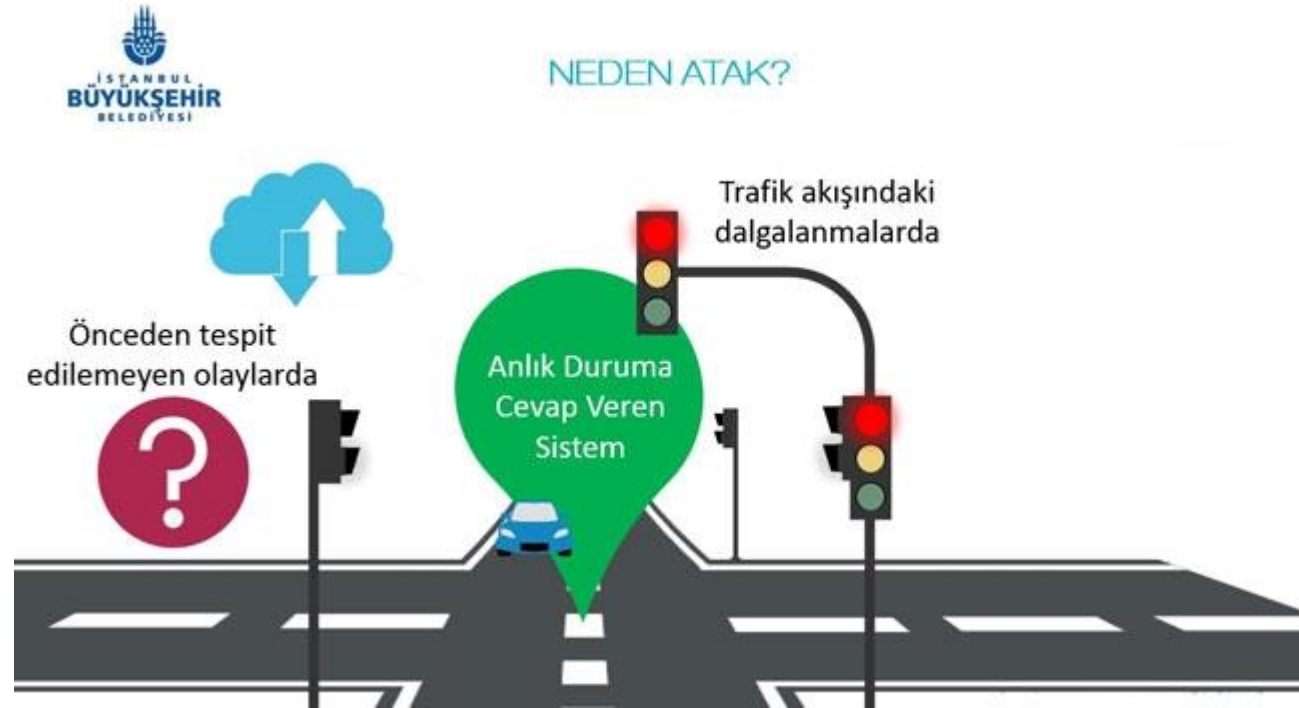 İSTANBUL
BÜYÜKŞEHİR
BELEDİYESİ
NEDEN ATAK?
Trafik akışındaki
dalgalanmalarda
Önceden tespit
edilemeyen olaylarda
?
Anlık Duruma
Cevap Veren
Sistem